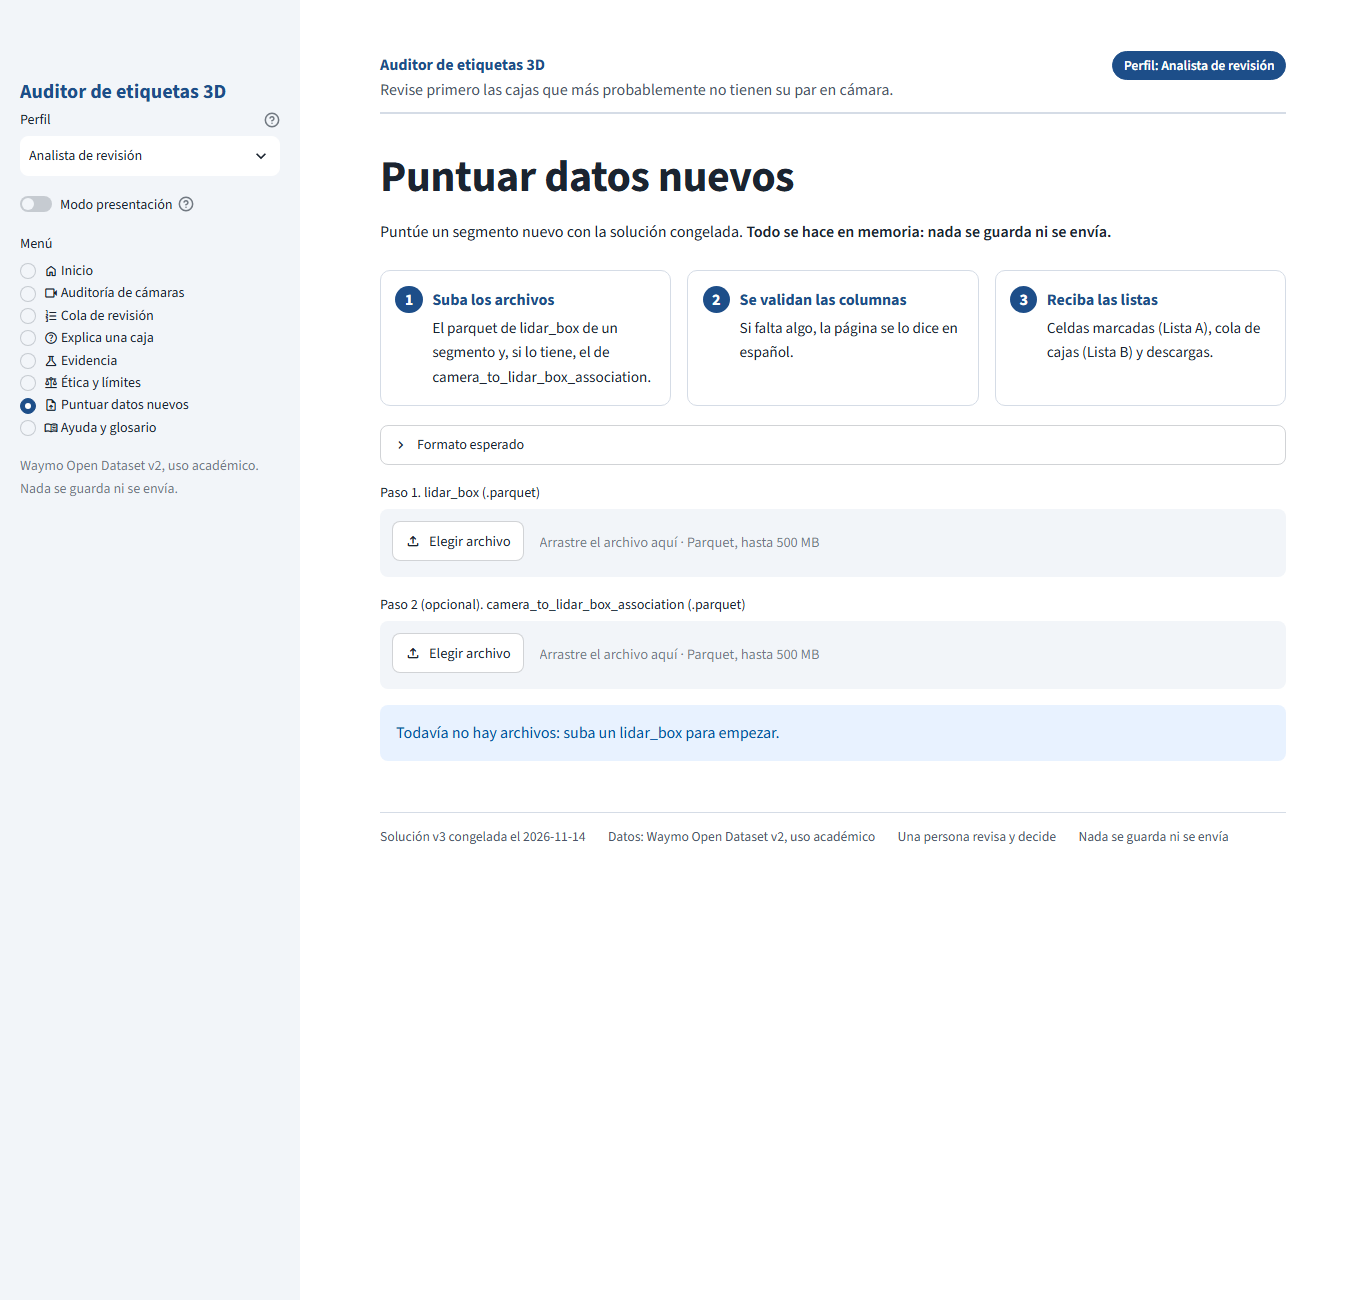 Auditor de etiquetas 3D
Perfil
Analista de revisión
Modo presentación
Menú
Inicio
Auditoría de cámaras
Cola de revisión
Explica una caja
Evidencia
Ética y límites
Puntuar datos nuevos
Ayuda y glosario
Waymo Open Dataset v2, uso académico.
Nada se guarda ni se envía.
Auditor de etiquetas 3D
Perfil: Analista de revisión
Revise primero las cajas que más probablemente no tienen su par en cámara.
Puntuar datos nuevos
Puntúe un segmento nuevo con la solución congelada. Todo se hace en memoria: nada se guarda ni se envía.
1 Suba los archivos
El parquet de lidar_box de un
segmento y, si lo tiene, el de
camera_to_lidar_box_association.
2 Se validan las columnas
Si falta algo, la página se lo dice en
español.
3 Reciba las listas
Celdas marcadas (Lista A), cola de
cajas (Lista B) y descargas.
Formato esperado
Paso 1. lidar_box (.parquet)
Elegir archivo
Arrastre el archivo aquí · Parquet, hasta 500 MB
Paso 2 (opcional). camera_to_lidar_box_association (.parquet)
Elegir archivo
Arrastre el archivo aquí · Parquet, hasta 500 MB
Todavía no hay archivos: suba un lidar_box para empezar.
Solución v3 congelada el 2026-11-14
Datos: Waymo Open Dataset v2, uso académico
Una persona revisa y decide
Nada se guarda ni se envía